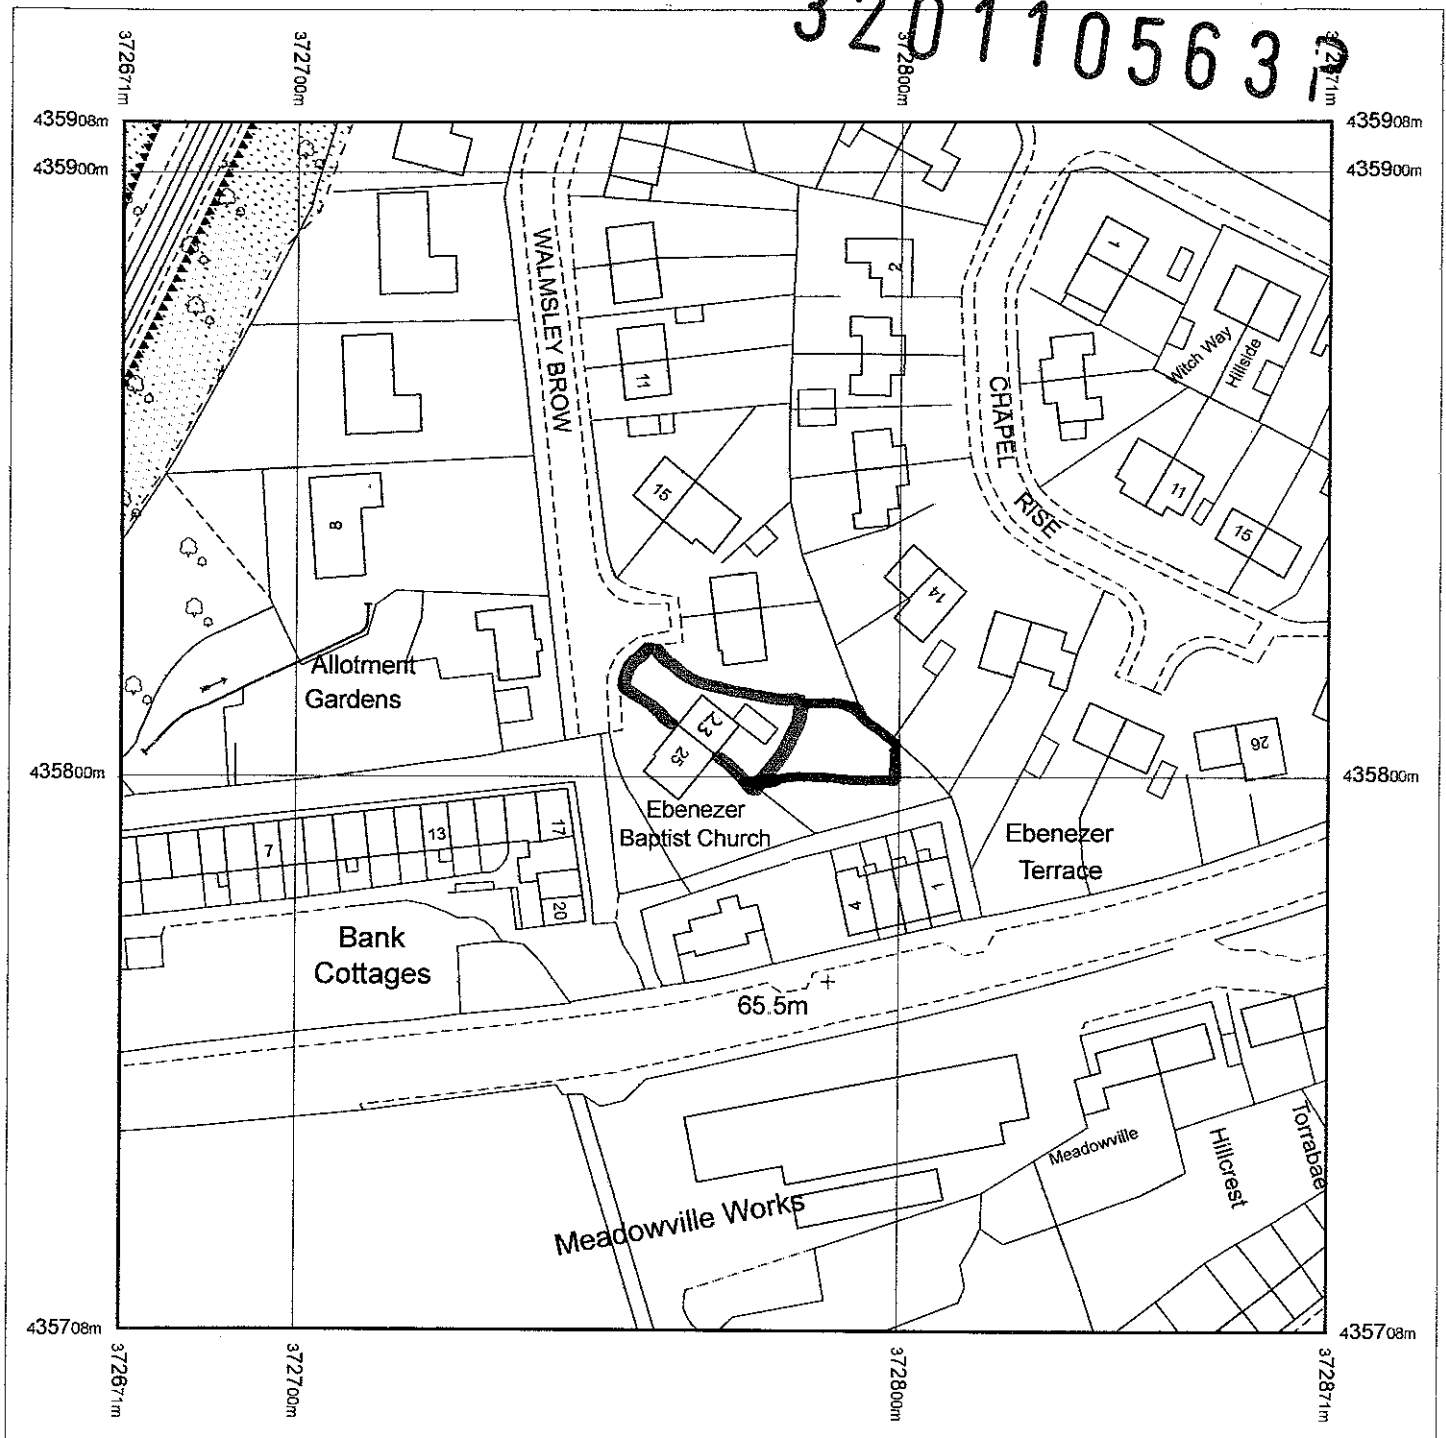 320110563P
372671m
372700m
372800m
372871m
435908m
435908m
435900m
435900m
WALMSLEY BROW
2
1
Witch Way
Hillside
11
CHAPEL
RISE
15
11
15
8
14
Allotment
Gardens
23
25
26
435800m
435800m
Ebenezer
Baptist Church
Ebenezer
Terrace
7
13
17
20
4
1
Bank
Cottages
65.5m
Meadowville
Hillcrest
Torrabae
Meadowville Works
435708m
435708m
372671m
372700m
372800m
372871m